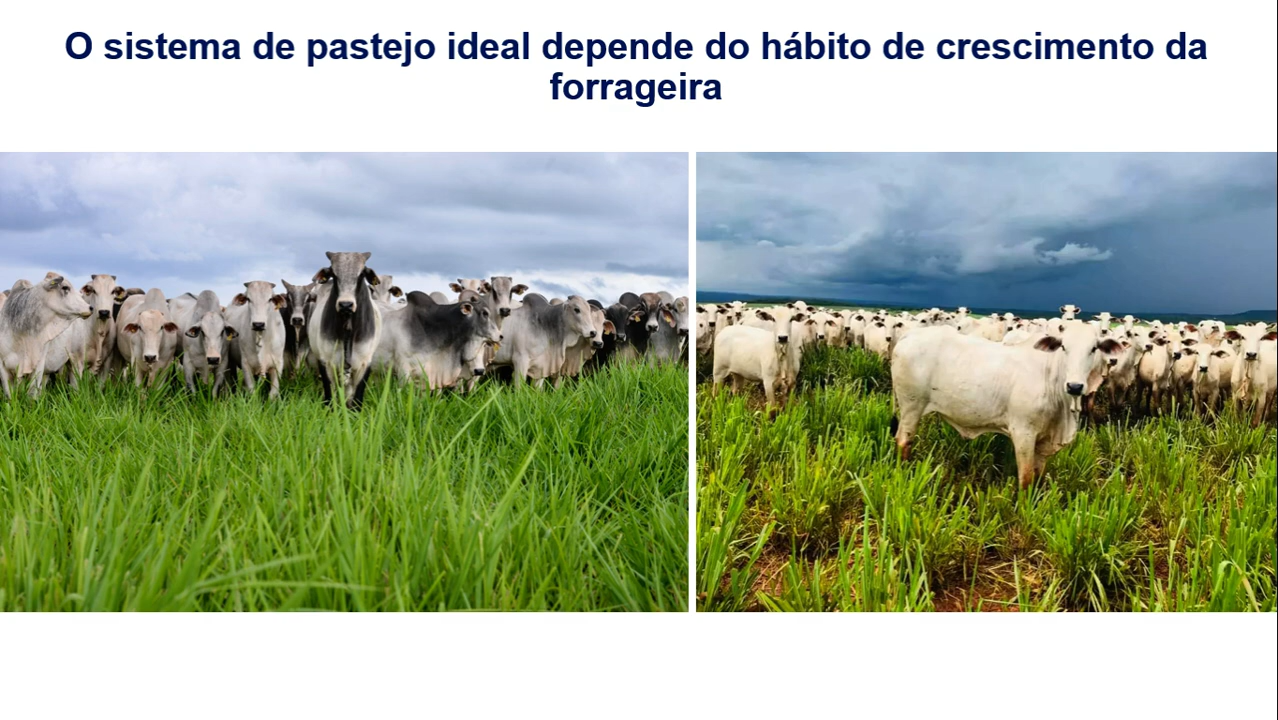 O sistema de pastejo ideal depende do hábito de crescimento da
forrageira